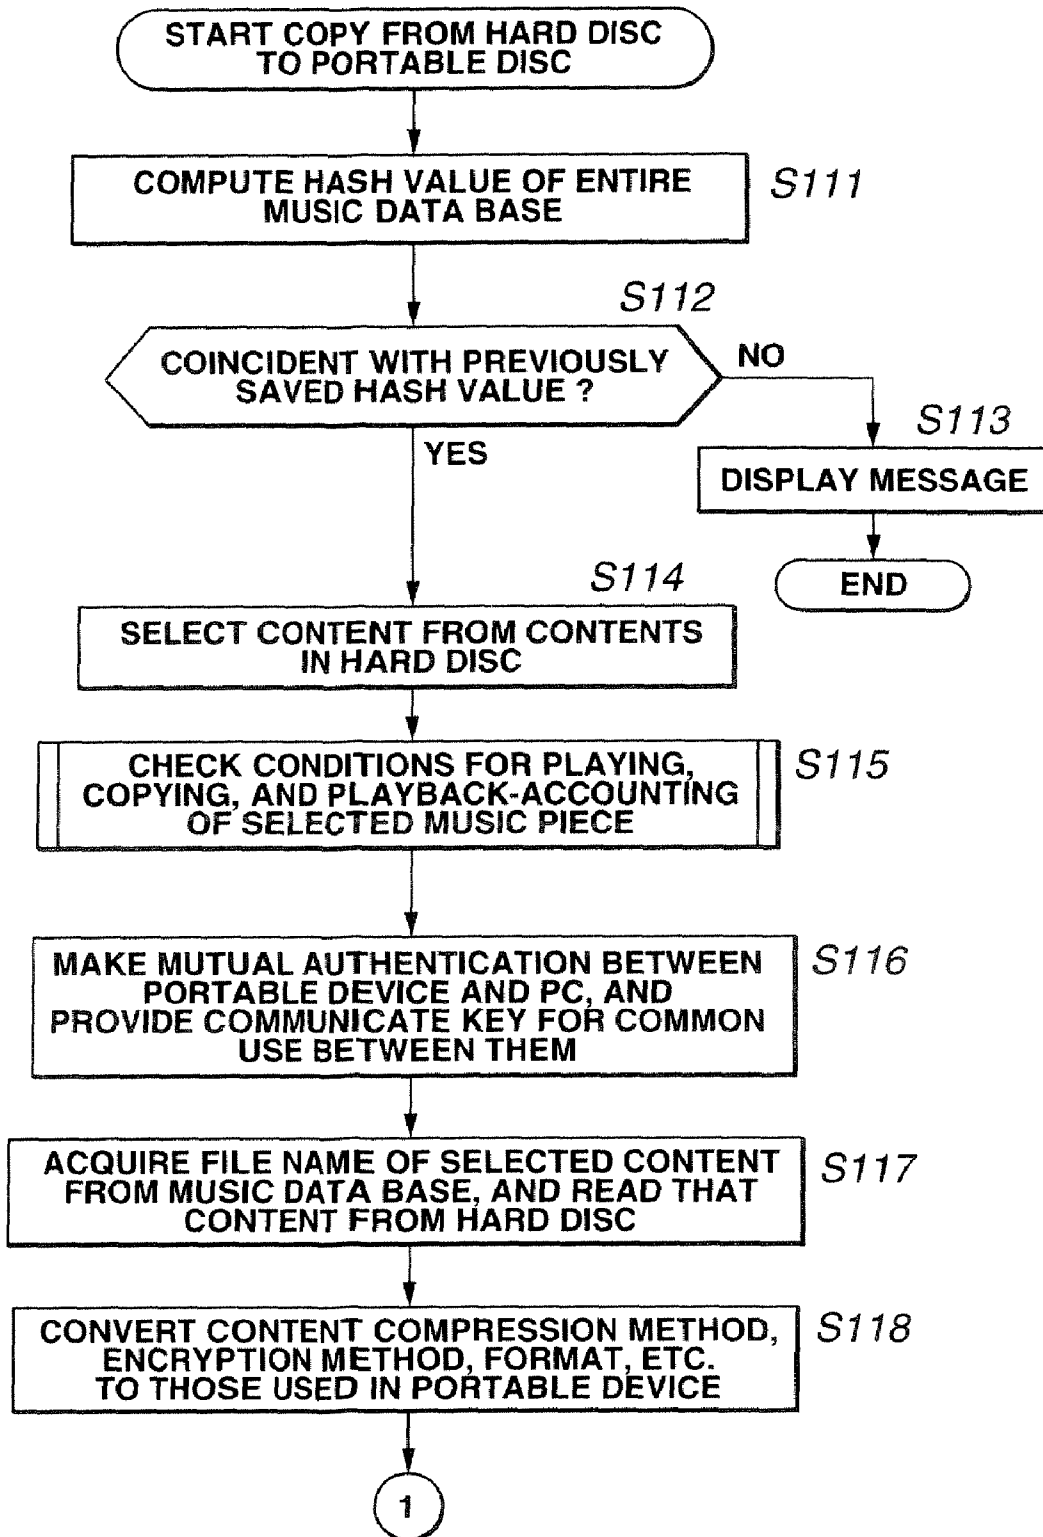 START COPY FROM HARD DISC
TO PORTABLE DISC
COMPUTE HASH VALUE OF ENTIRE
MUSIC DATA BASE
S111
S112
COINCIDENT WITH PREVIOUSLY
SAVED HASH VALUE ?
NO
YES
S113
DISPLAY MESSAGE
END
S114
SELECT CONTENT FROM CONTENTS
IN HARD DISC
CHECK CONDITIONS FOR PLAYING,
COPYING, AND PLAYBACK-ACCOUNTING
OF SELECTED MUSIC PIECE
S115
MAKE MUTUAL AUTHENTICATION BETWEEN
PORTABLE DEVICE AND PC, AND
PROVIDE COMMUNICATE KEY FOR COMMON
USE BETWEEN THEM
S116
ACQUIRE FILE NAME OF SELECTED CONTENT
FROM MUSIC DATA BASE, AND READ THAT
CONTENT FROM HARD DISC
S117
CONVERT CONTENT COMPRESSION METHOD,
ENCRYPTION METHOD, FORMAT, ETC.
TO THOSE USED IN PORTABLE DEVICE
S118
1